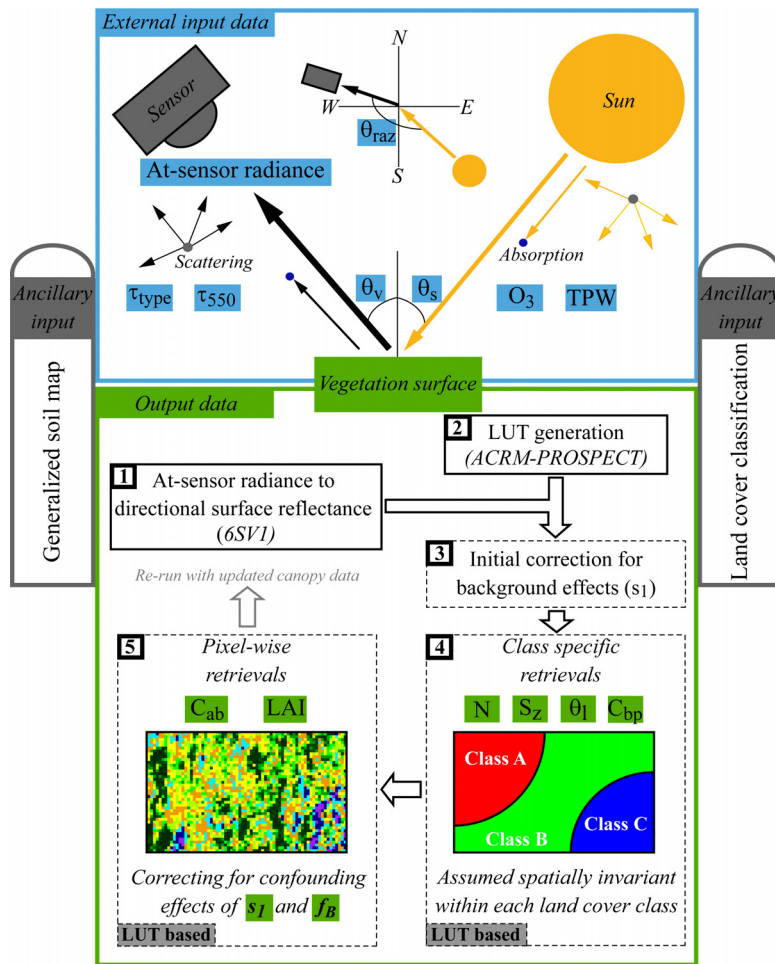 External input data
N
Sensor
Sun
W
E
θraz
S
At-sensor radiance
Scattering
Absorption
τtype
τ550
θv
θs
O3
TPW
Ancillary
input
Generalized soil map
Ancillary
input
Land cover classification
Vegetation surface
Output data
2
LUT generation
(ACRM-PROSPECT)
1
At-sensor radiance to
directional surface reflectance
(6SV1)
3
Initial correction for
background effects (s1)
Re-run with updated canopy data
5
Pixel-wise
retrievals
Cab
LAI
Correcting for confounding
effects of s1 and fB
LUT based
4
Class specific
retrievals
N
Sz
θl
Cbp
Class A
Class B
Class C
Assumed spatially invariant
within each land cover class
LUT based